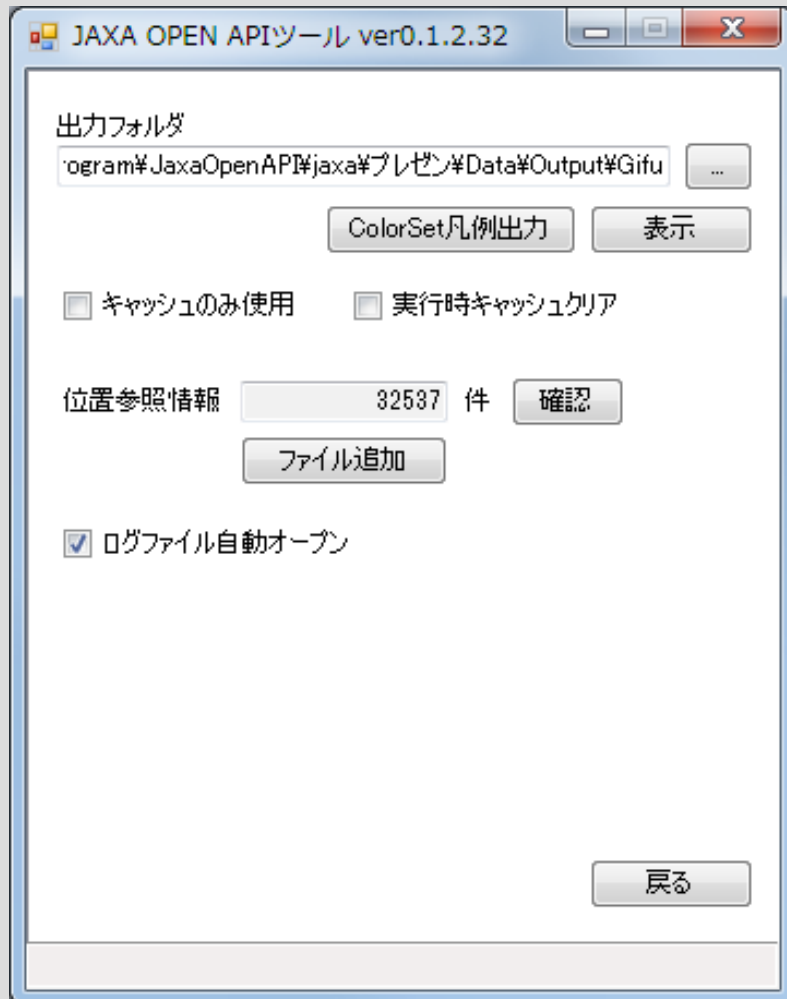 JAXA OPEN APIツール ver0.1.2.32
出力フォルダ
ogram¥JaxaOpenAPI¥jaxa¥プレゼン¥Data¥Output¥Gifu ...
ColorSet凡例出力 表示
キャッシュのみ使用 実行時キャッシュクリア
位置参照情報 32537 件 確認
ファイル追加
ログファイル自動オープン
戻る